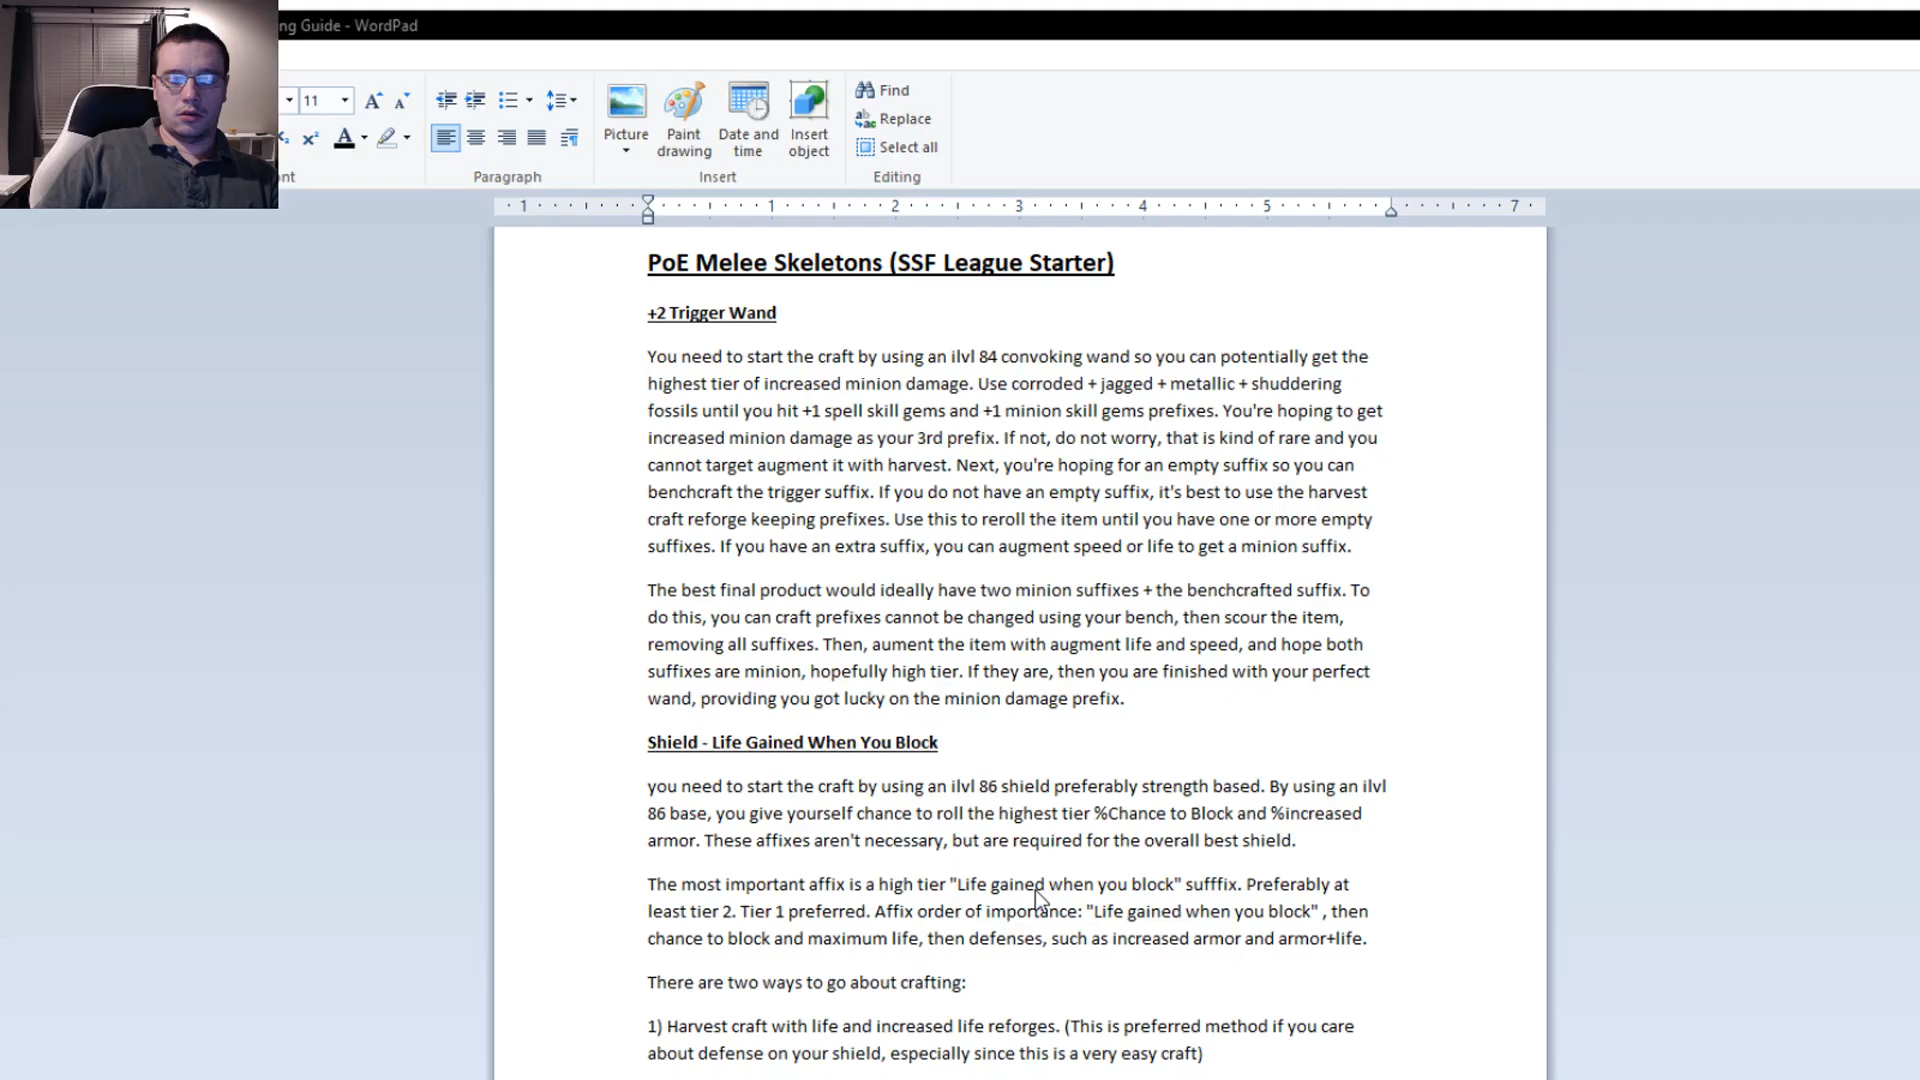 ng Guide - WordPad
11
Find
Replace
Select all
Picture
Paint drawing
Date and time
Insert object
nt
Paragraph
Insert
Editing
1 1 2 3 4 5 7
PoE Melee Skeletons (SSF League Starter)
+2 Trigger Wand
You need to start the craft by using an ilvl 84 convoking wand so you can potentially get the
highest tier of increased minion damage. Use corroded + jagged + metallic + shuddering
fossils until you hit +1 spell skill gems and +1 minion skill gems prefixes. You're hoping to get
increased minion damage as your 3rd prefix. If not, do not worry, that is kind of rare and you
cannot target augment it with harvest. Next, you're hoping for an empty suffix so you can
benchcraft the trigger suffix. If you do not have an empty suffix, it's best to use the harvest
craft reforge keeping prefixes. Use this to reroll the item until you have one or more empty
suffixes. If you have an extra suffix, you can augment speed or life to get a minion suffix.
The best final product would ideally have two minion suffixes + the benchcrafted suffix. To
do this, you can craft prefixes cannot be changed using your bench, then scour the item,
removing all suffixes. Then, aument the item with augment life and speed, and hope both
suffixes are minion, hopefully high tier. If they are, then you are finished with your perfect
wand, providing you got lucky on the minion damage prefix.
Shield - Life Gained When You Block
you need to start the craft by using an ilvl 86 shield preferably strength based. By using an ilvl
86 base, you give yourself chance to roll the highest tier %Chance to Block and %increased
armor. These affixes aren't necessary, but are required for the overall best shield.
The most important affix is a high tier "Life gained when you block" sufffix. Preferably at
least tier 2. Tier 1 preferred. Affix order of importance: "Life gained when you block" , then
chance to block and maximum life, then defenses, such as increased armor and armor+life.
There are two ways to go about crafting:
1) Harvest craft with life and increased life reforges. (This is preferred method if you care
about defense on your shield, especially since this is a very easy craft)